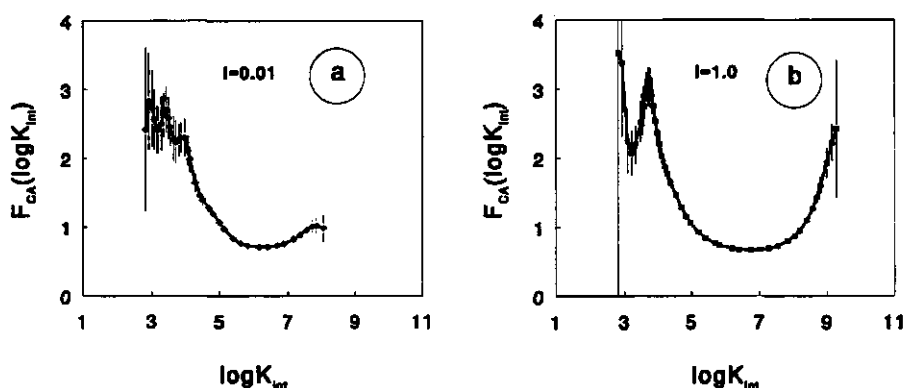 4
3
2
1
0
F_CA(logK_Int)
I=0.01
a
1 3 5 7 9 11
logK_int
4
3
2
1
0
F_CA(logK_int)
I=1.0
b
1 3 5 7 9 11
logK_Im